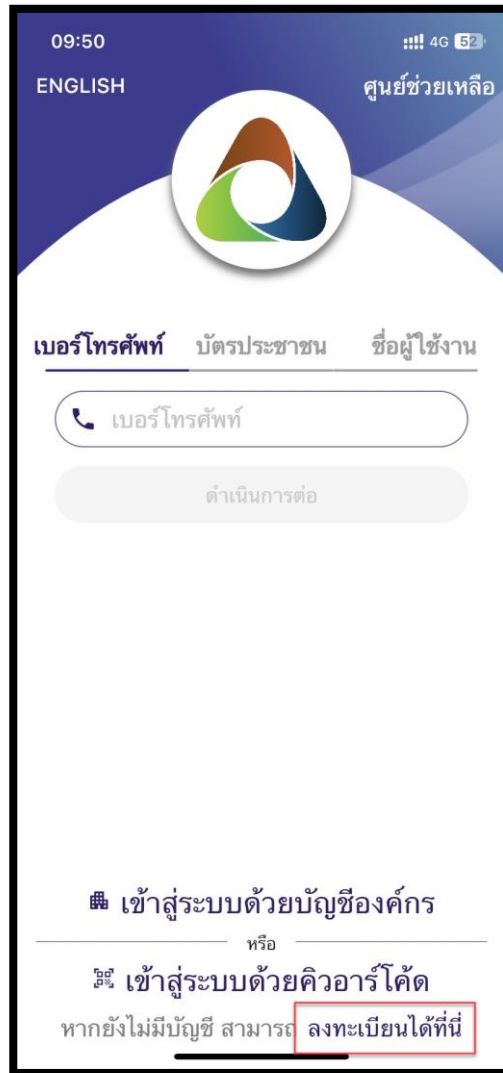 09:50 4G 52
ENGLISH ศูนย์ช่วยเหลือ
เบอร์โทรศัพท์ บัตรประชาชน ชื่อผู้ใช้งาน
เบอร์โทรศัพท์
ดำเนินการต่อ
เข้าสู่ระบบด้วยบัญชีองค์กร
หรือ
เข้าสู่ระบบด้วยคิวอาร์โค้ด
หากยังไม่มีบัญชี สามารถ ลงทะเบียนได้ที่นี่